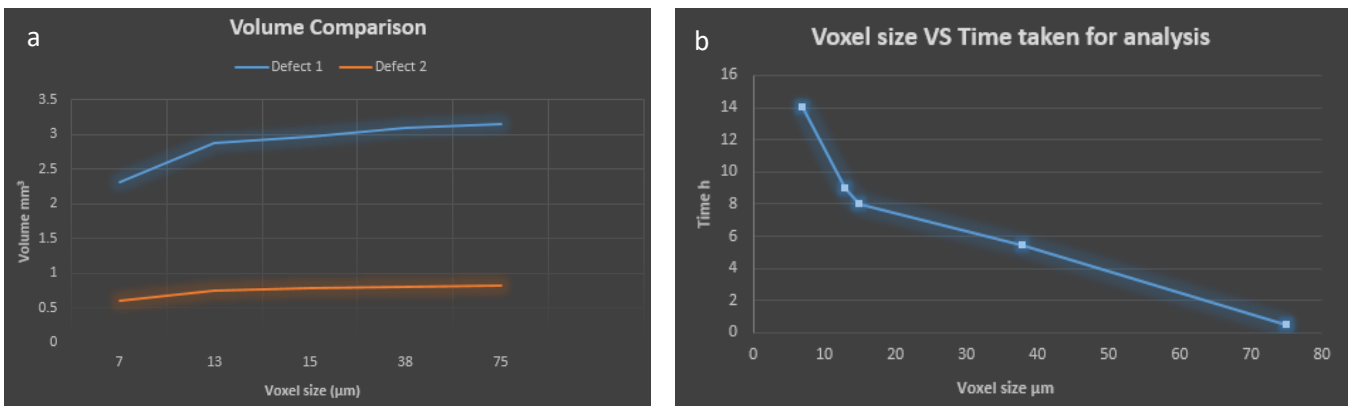 a
Volume Comparison
Defect 1 Defect 2
Volume mm³
3.5
3
2.5
2
1.5
1
0.5
0
7 13 15 38 75
Voxel size (µm)
b
Voxel size VS Time taken for analysis
Time h
16
14
12
10
8
6
4
2
0
0 10 20 30 40 50 60 70 80
Voxel size µm